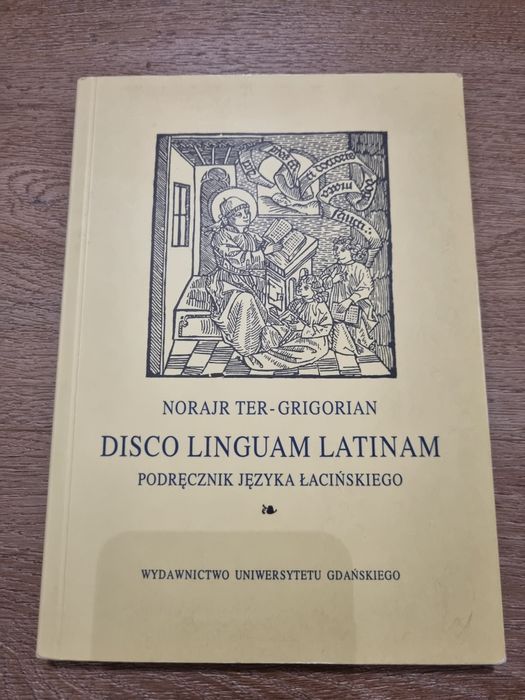 NORAJR TER-GRIGORIAN
DISCO LINGUAM LATINAM
PODRĘCZNIK JĘZYKA ŁACIŃSKIEGO
WYDAWNICTWO UNIWERSYTETU GDAŃSKIEGO